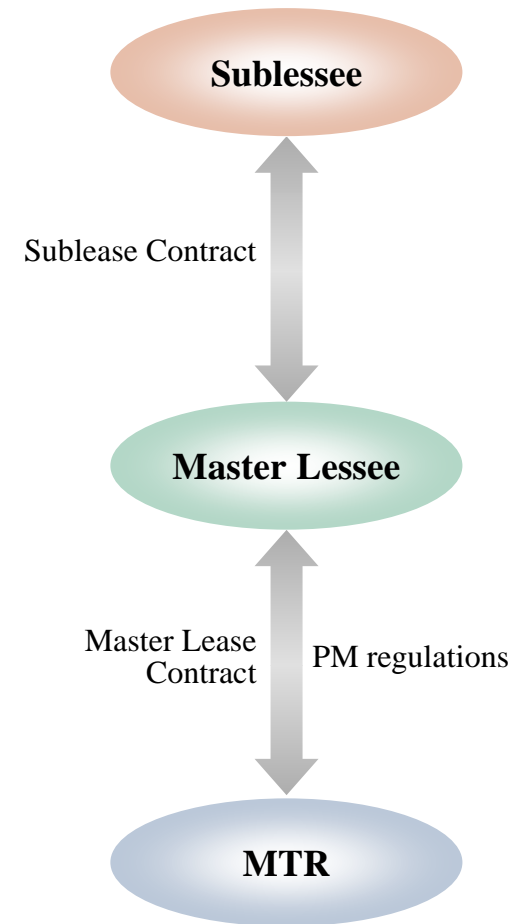 Sublessee
Sublease Contract
Master Lessee
Master Lease
Contract
PM regulations
MTR